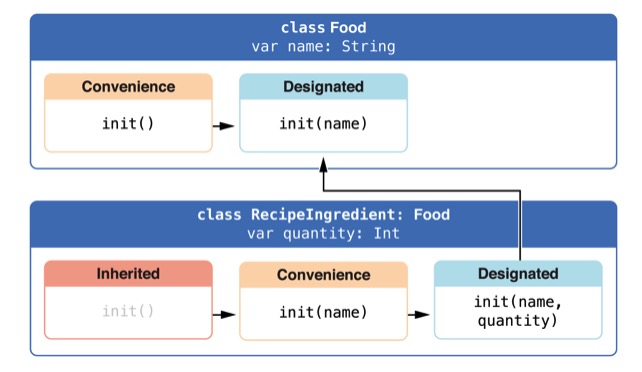 class Food
var name: String
Convenience
Designated
init()
init(name)
class RecipeIngredient: Food
var quantity: Int
Inherited
Convenience
Designated
init()
init(name)
init(name,
quantity)